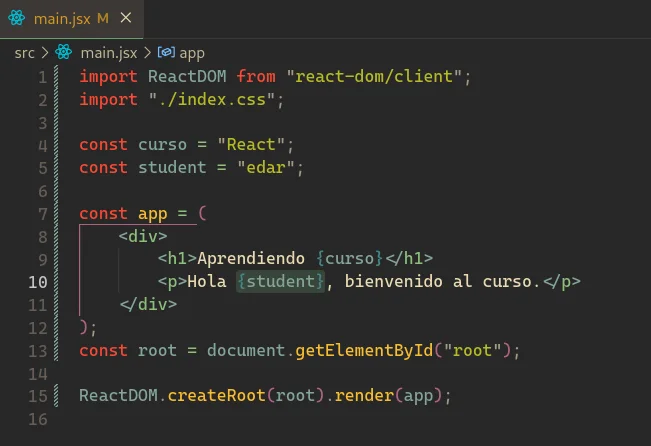 main.jsx M ×
src > main.jsx > app
1 import ReactDOM from "react-dom/client";
2 import "./index.css";
3
4 const curso = "React";
5 const student = "edar";
6
7 const app = (
8     <div>
9         <h1>Aprendiendo {curso}</h1>
10         <p>Hola {student}, bienvenido al curso.</p>
11     </div>
12 );
13 const root = document.getElementById("root");
14
15 ReactDOM.createRoot(root).render(app);
16